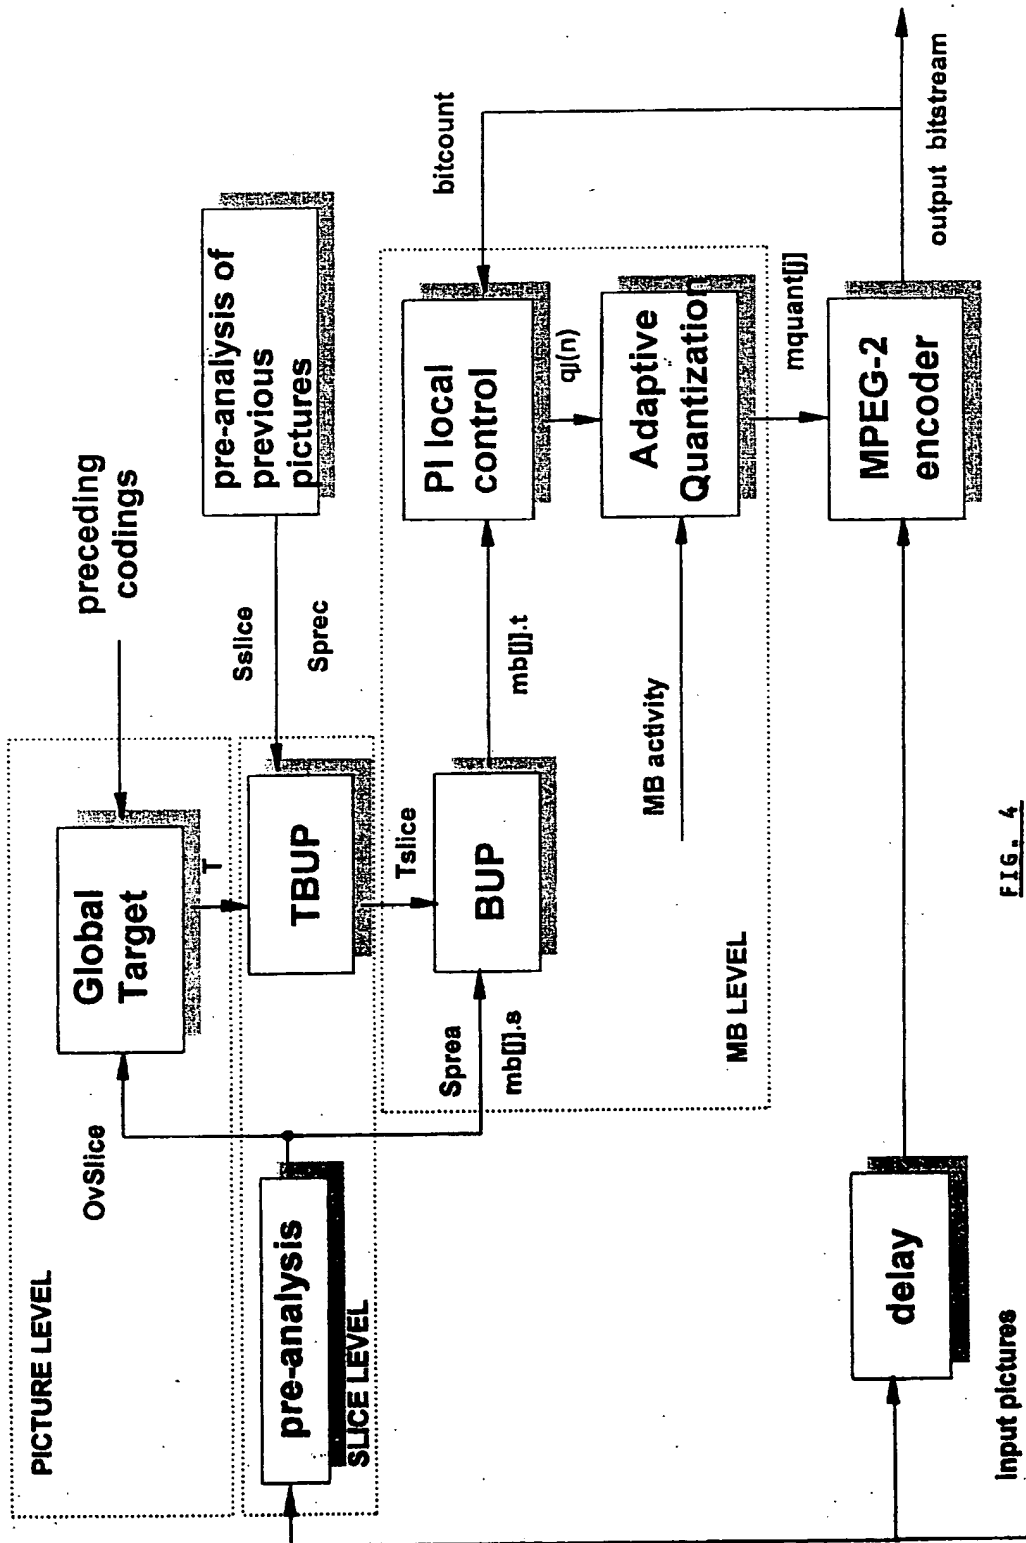 PICTURE LEVEL
OvSlice
Global
Target
preceding
codings
T
pre-analysis
SLICE LEVEL
TBUP
Sslice
Sprec
pre-analysis of
previous
pictures
Tslice
Sprea
mb[j].s
BUP
mb[j].t
PI local
control
bitcount
qj(n)
MB activity
Adaptive
Quantization
MB LEVEL
mquant[j]
delay
MPEG-2
encoder
output bitstream
Input pictures
FIG. 4